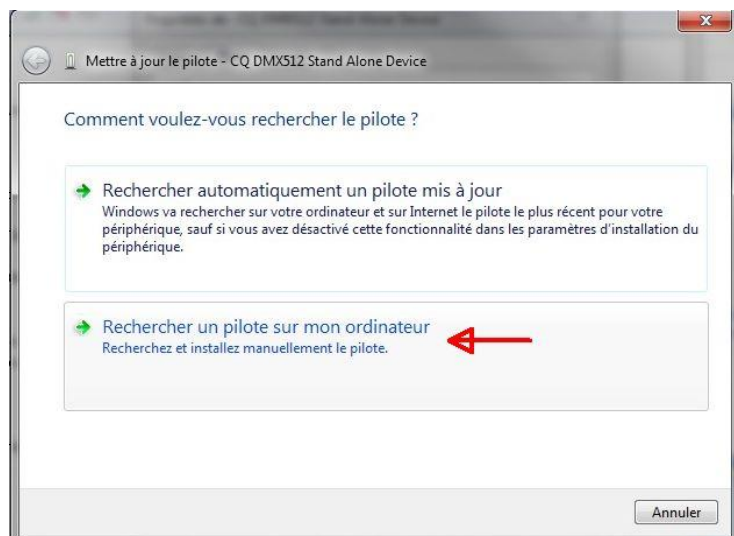 Mettre à jour le pilote - CQ DMX512 Stand Alone Device
Comment voulez-vous rechercher le pilote ?
Rechercher automatiquement un pilote mis à jour
Windows va rechercher sur votre ordinateur et sur Internet le pilote le plus récent pour votre
périphérique, sauf si vous avez désactivé cette fonctionnalité dans les paramètres d'installation du
périphérique.
Rechercher un pilote sur mon ordinateur
Recherchez et installez manuellement le pilote.
Annuler